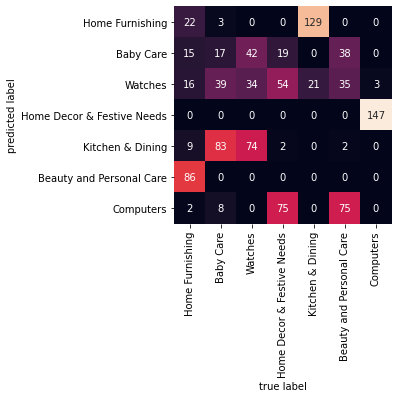 predicted label
Home Furnishing 22 3 0 0 129 0 0
Baby Care 15 17 42 19 0 38 0
Watches 16 39 34 54 21 35 3
Home Decor & Festive Needs 0 0 0 0 0 0 147
Kitchen & Dining 9 83 74 2 0 2 0
Beauty and Personal Care 86 0 0 0 0 0 0
Computers 2 8 0 75 0 75 0
Home Furnishing
Baby Care
Watches
Home Decor & Festive Needs
Kitchen & Dining
Beauty and Personal Care
Computers
true label